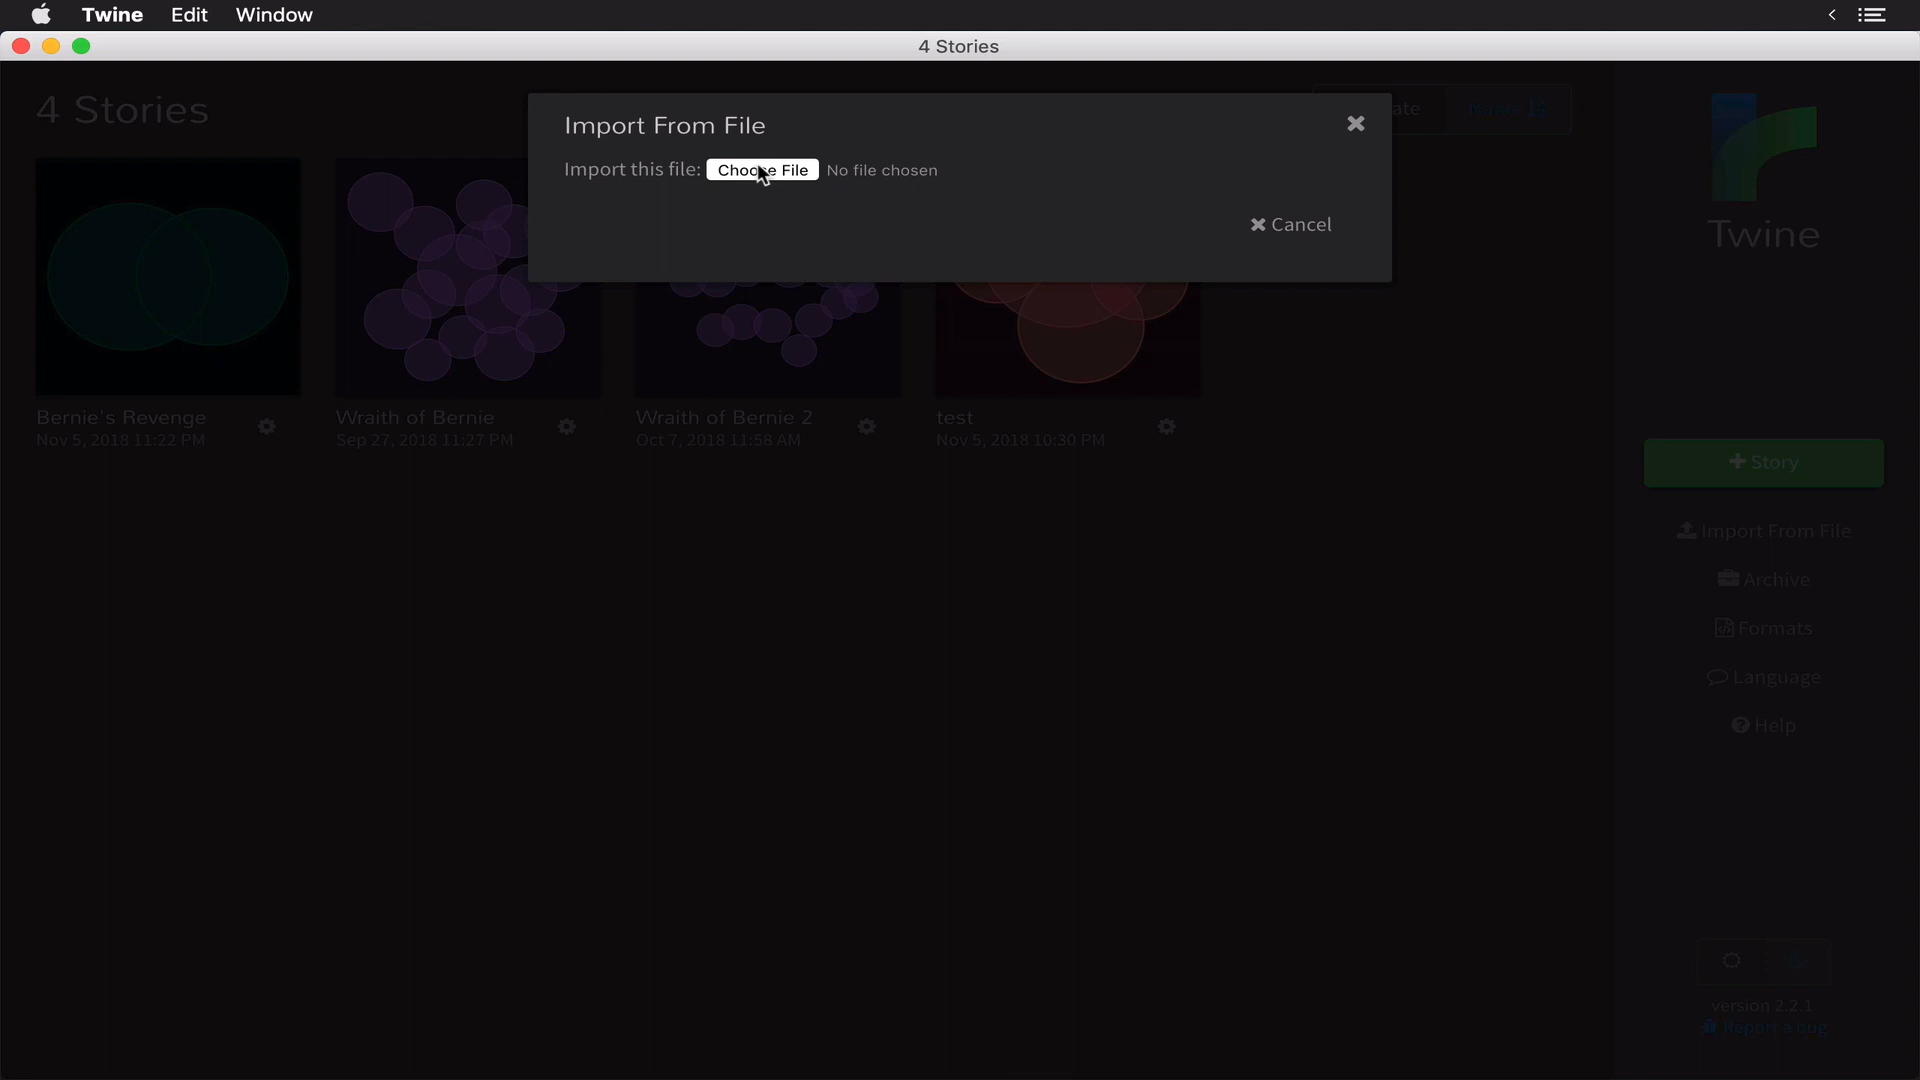 Twine Edit Window
4 Stories
4 Stories
Import From File
Import this file: Choose File No file chosen
Cancel
Name
Twine
Bernie's Revenge
Nov 5, 2018 11:22 PM
Wraith of Bernie
Sep 27, 2018 11:27 PM
Wraith of Bernie 2
Oct 7, 2018 11:58 AM
test
Nov 5, 2018 10:30 PM
+ Story
Import From File
Archive
Formats
Language
Help
version 2.2.1
Report a bug